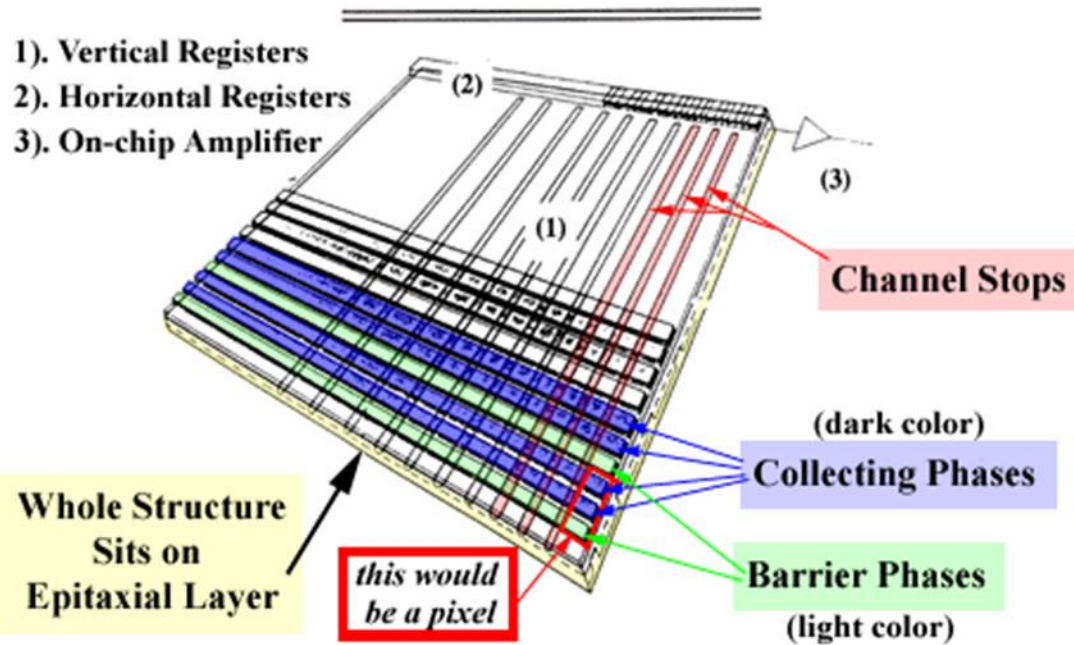 1). Vertical Registers
2). Horizontal Registers
3). On-chip Amplifier
(2)
(3)
(1)
Channel Stops
(dark color)
Collecting Phases
Whole Structure
Sits on
Epitaxial Layer
this would
be a pixel
Barrier Phases
(light color)